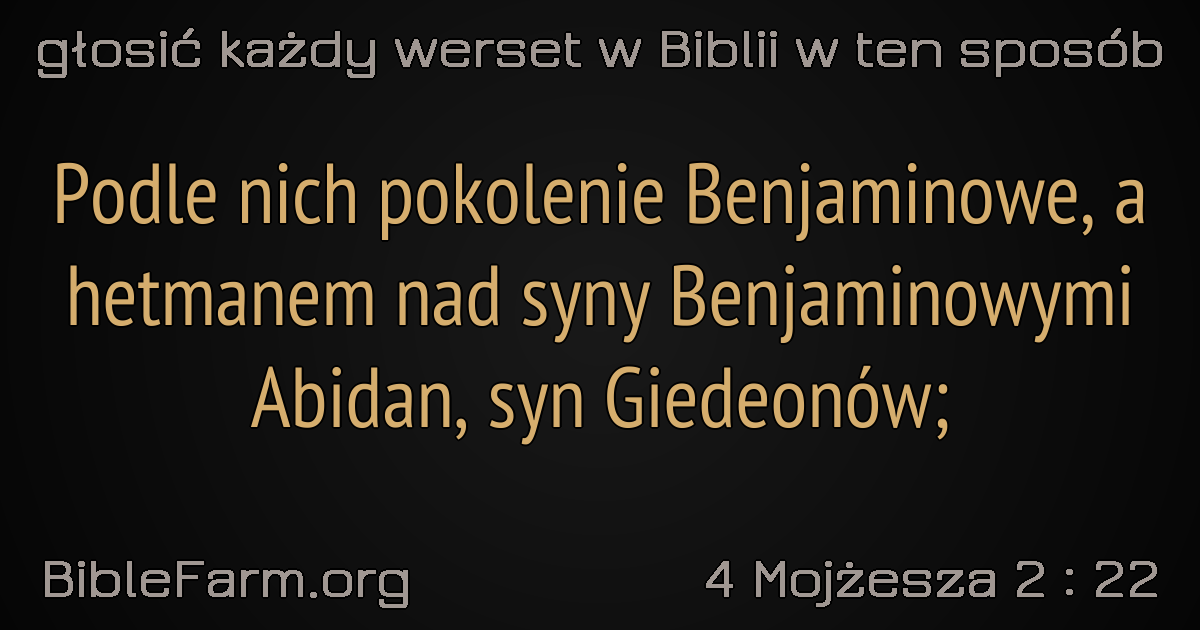 głosić każdy werset w Biblii w ten sposób
Podle nich pokolenie Benjaminowe, a
hetmanem nad syny Benjaminowymi
Abidan, syn Giedeonów;
BibleFarm.org
4 Mojżesza 2 : 22